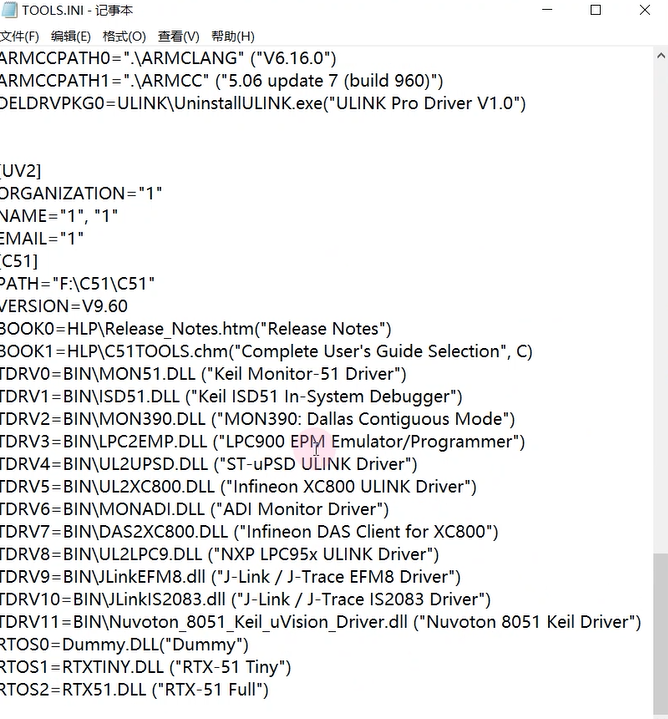 TOOLS.INI - 记事本
文件(F) 编辑(E) 格式(O) 查看(V) 帮助(H)
ARMCCPATH0=".\ARMCLANG" ("V6.16.0")
ARMCCPATH1=".\ARMCC" ("5.06 update 7 (build 960)")
DELDRVPKG0=ULINK\UninstallULINK.exe("ULINK Pro Driver V1.0")
[UV2]
ORGANIZATION="1"
NAME="1", "1"
EMAIL="1"
[C51]
PATH="F:\C51\C51"
VERSION=V9.60
BOOK0=HLP\Release_Notes.htm("Release Notes")
BOOK1=HLP\C51TOOLS.chm("Complete User's Guide Selection", C)
TDRV0=BIN\MON51.DLL ("Keil Monitor-51 Driver")
TDRV1=BIN\ISD51.DLL ("Keil ISD51 In-System Debugger")
TDRV2=BIN\MON390.DLL ("MON390: Dallas Contiguous Mode")
TDRV3=BIN\LPC2EMP.DLL ("LPC900 EPM Emulator/Programmer")
TDRV4=BIN\UL2UPSD.DLL ("ST-uPSD ULINK Driver")
TDRV5=BIN\UL2XC800.DLL ("Infineon XC800 ULINK Driver")
TDRV6=BIN\MONADI.DLL ("ADI Monitor Driver")
TDRV7=BIN\DAS2XC800.DLL ("Infineon DAS Client for XC800")
TDRV8=BIN\UL2LPC9.DLL ("NXP LPC95x ULINK Driver")
TDRV9=BIN\JLinkEFM8.dll ("J-Link / J-Trace EFM8 Driver")
TDRV10=BIN\JLinkIS2083.dll ("J-Link / J-Trace IS2083 Driver")
TDRV11=BIN\Nuvoton_8051_Keil_uVision_Driver.dll ("Nuvoton 8051 Keil Driver")
RTOS0=Dummy.DLL("Dummy")
RTOS1=RTXTINY.DLL ("RTX-51 Tiny")
RTOS2=RTX51.DLL ("RTX-51 Full")